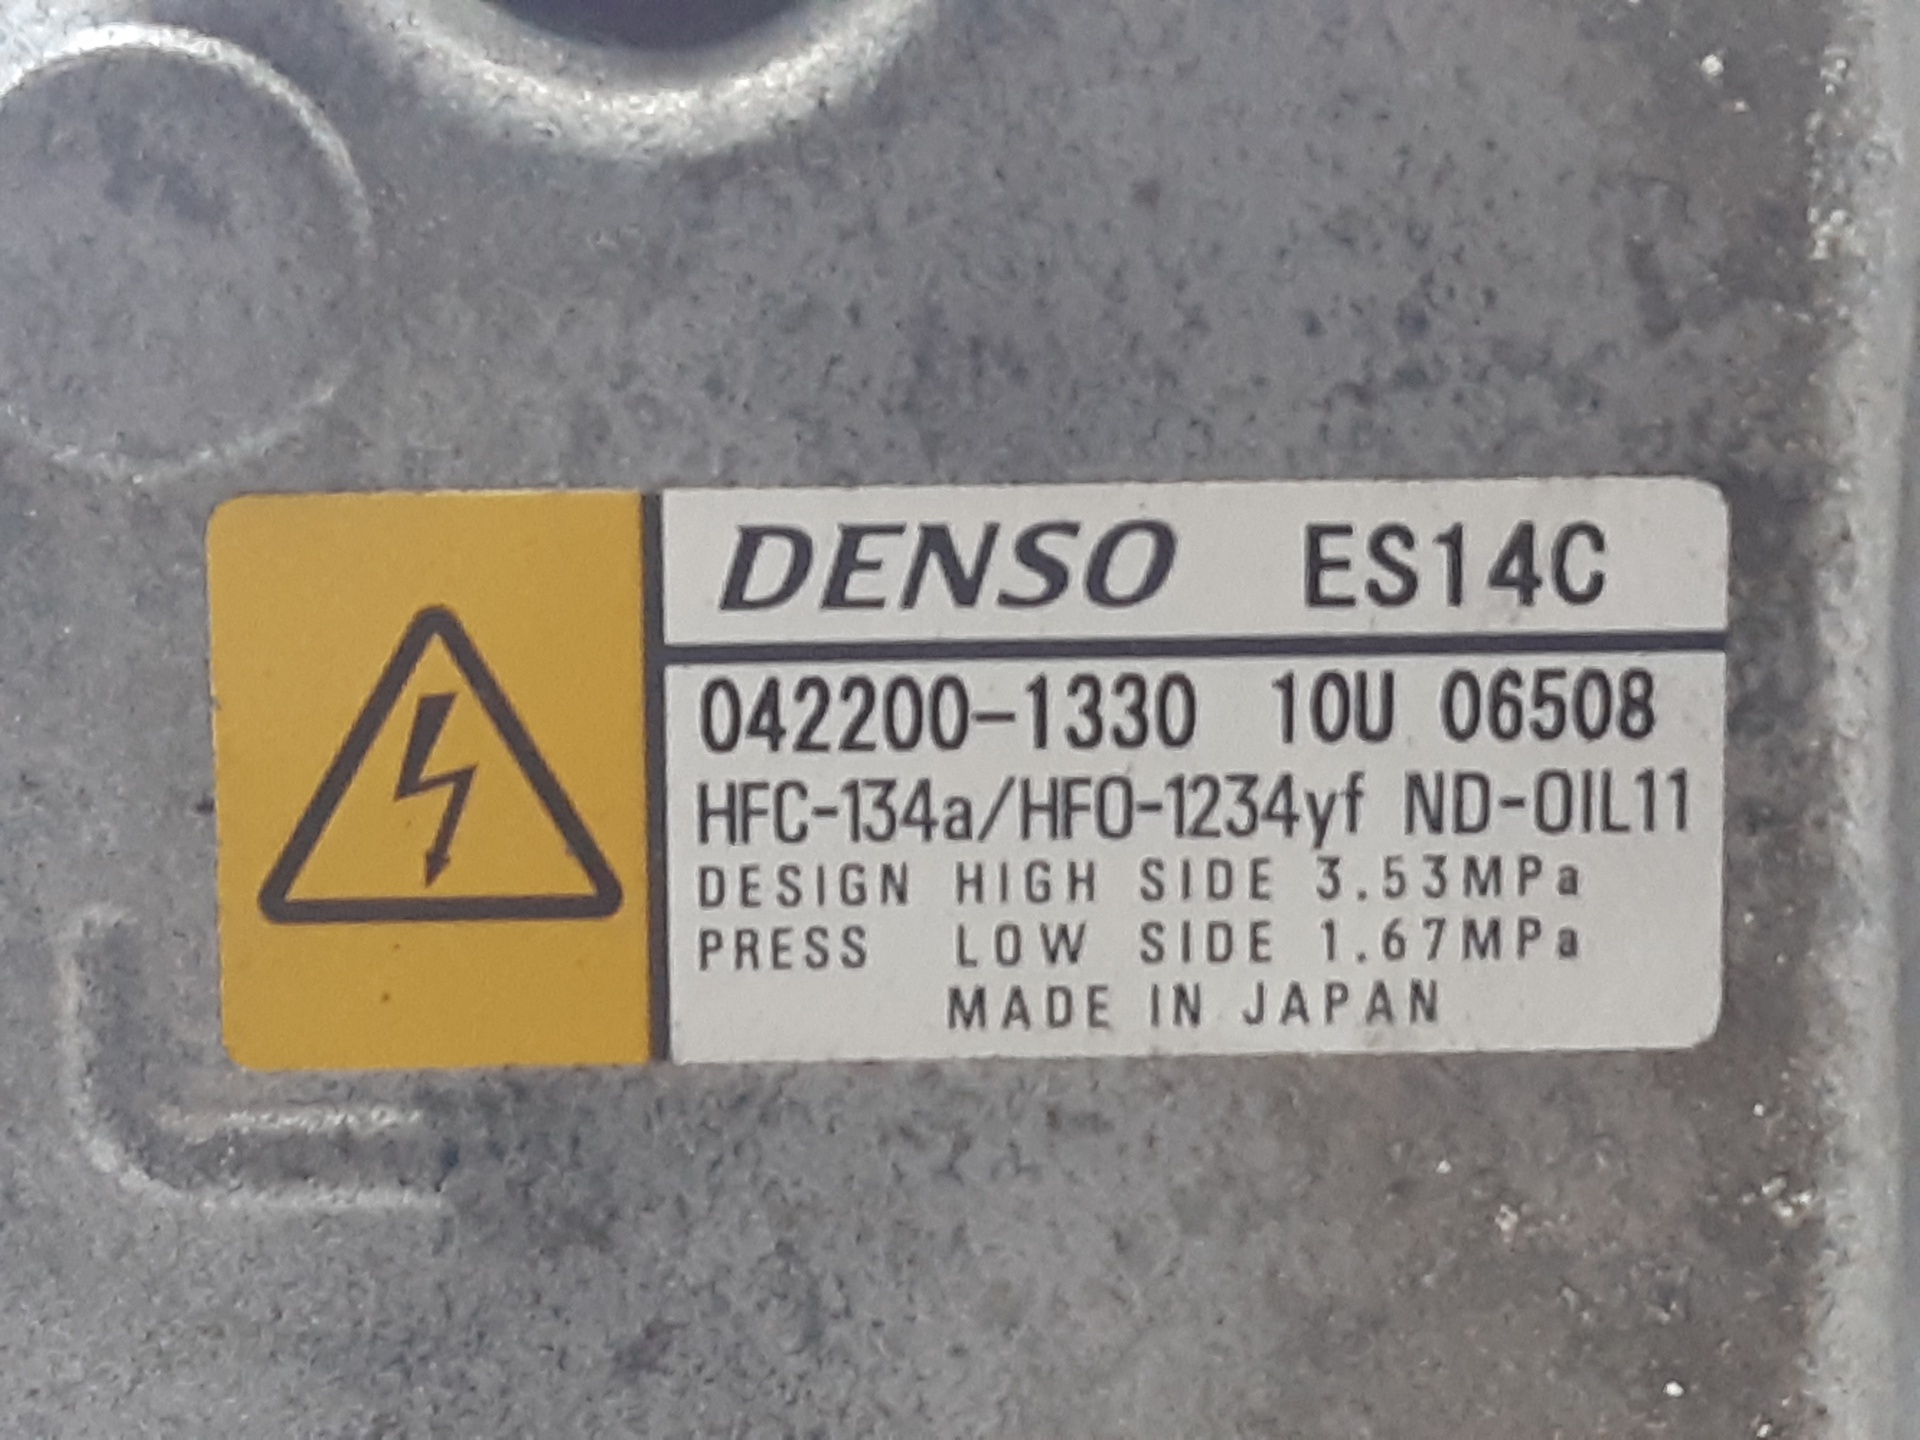 DENSO ES14C
042200-1330 10U 06508
HFC-134a/HFO-1234yf ND-OIL11
DESIGN HIGH SIDE 3.53MPa
PRESS LOW SIDE 1.67MPa
MADE IN JAPAN